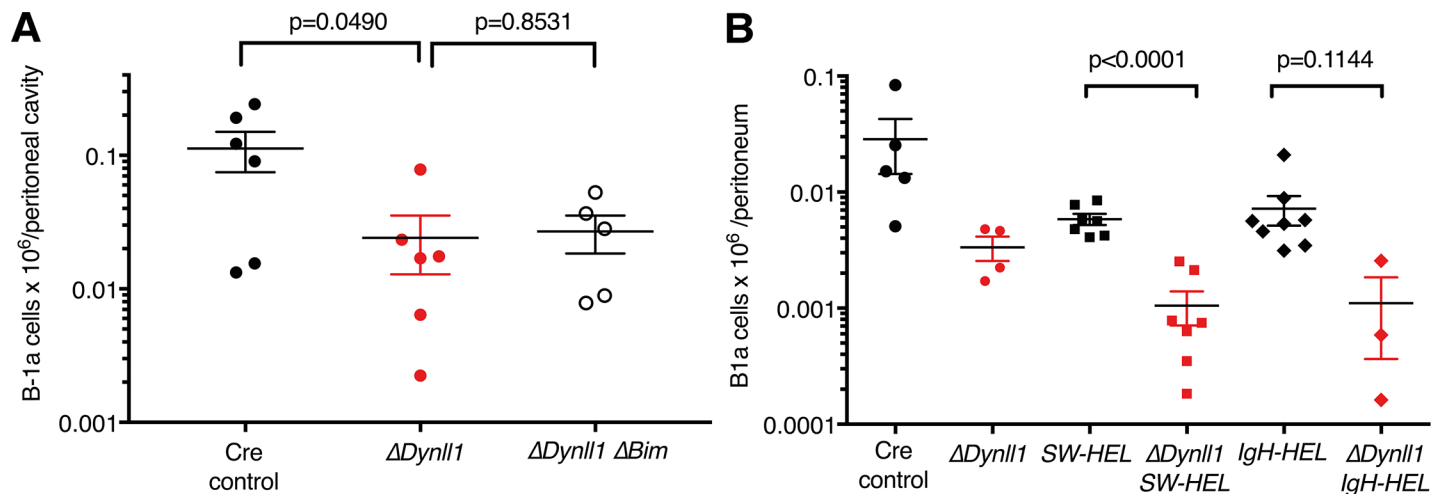 A
p=0.0490
p=0.8531
B-1a cells x 10⁶/peritoneal cavity
0.1
0.01
0.001
Cre
control
ΔDynll1
ΔDynll1 ΔBim
B
p<0.0001
p=0.1144
B1a cells x 10⁶ /peritoneum
0.1
0.01
0.001
0.0001
Cre
control
ΔDynll1
SW-HEL
ΔDynll1
SW-HEL
IgH-HEL
ΔDynll1
IgH-HEL